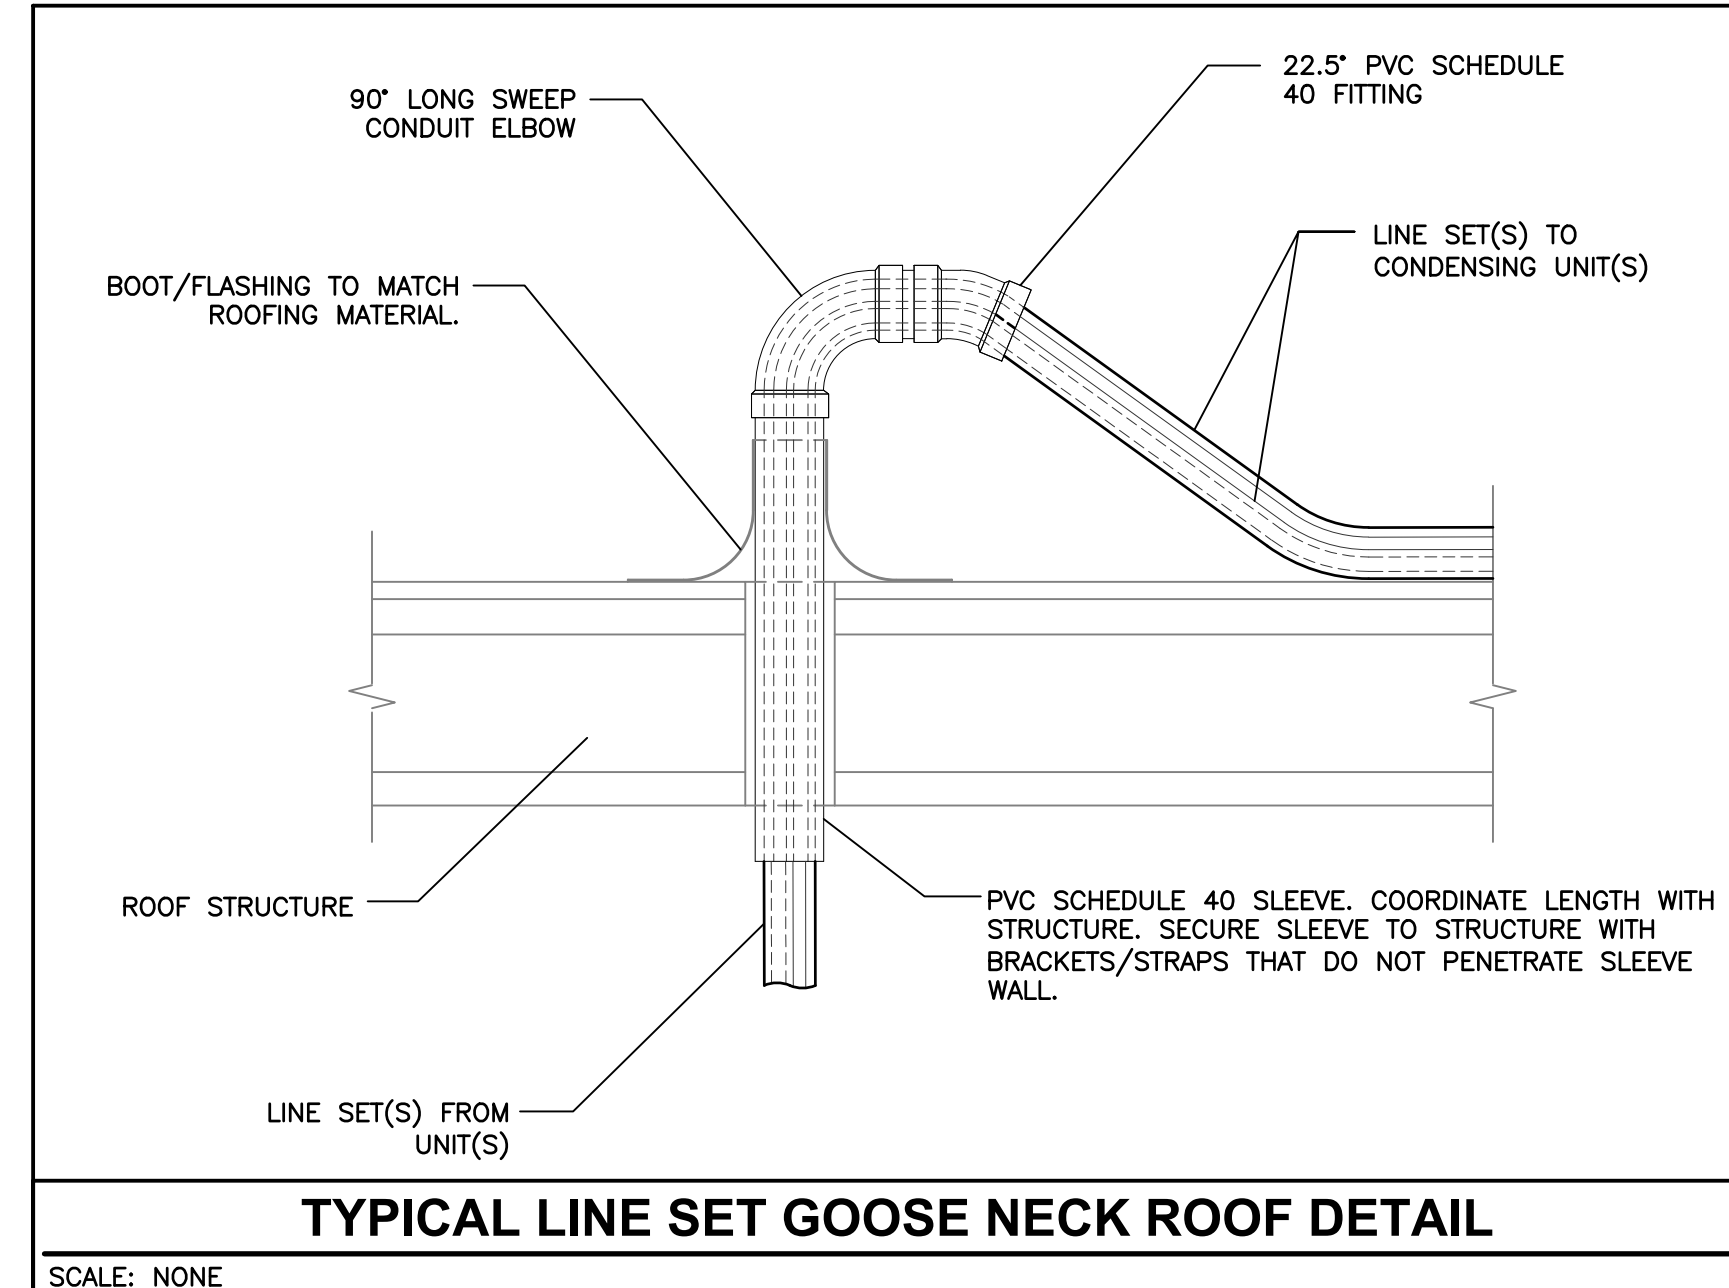 90° LONG SWEEP
CONDUIT ELBOW
22.5° PVC SCHEDULE
40 FITTING
LINE SET(S) TO
CONDENSING UNIT(S)
BOOT/FLASHING TO MATCH
ROOFING MATERIAL.
ROOF STRUCTURE
PVC SCHEDULE 40 SLEEVE. COORDINATE LENGTH WITH
STRUCTURE. SECURE SLEEVE TO STRUCTURE WITH
BRACKETS/STRAPS THAT DO NOT PENETRATE SLEEVE
WALL.
LINE SET(S) FROM
UNIT(S)
TYPICAL LINE SET GOOSE NECK ROOF DETAIL
SCALE: NONE